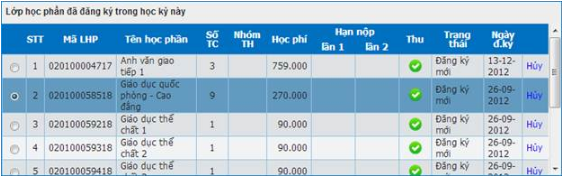 Lớp học phần đã đăng ký trong học kỳ này
STT Mã LHP Tên học phần Số TC Nhóm TH Học phí Hạn nộp lần 1 lần 2 Thu Trạng thái Ngày đ.ký
1 020100004717 Anh văn giao tiếp 1 3 759.000 Đăng ký mới 13-12-2012 Hủy
2 020100058518 Giáo dục quốc phòng - Cao đẳng 9 270.000 Đăng ký mới 26-09-2012 Hủy
3 020100059218 Giáo dục thể chất 1 1 90.000 Đăng ký mới 26-09-2012 Hủy
4 020100059318 Giáo dục thể chất 2 1 90.000 Đăng ký mới 26-09-2012 Hủy
5 020100059418 Giáo dục thể 1 90.000 Đăng ký 26-09- Hủy